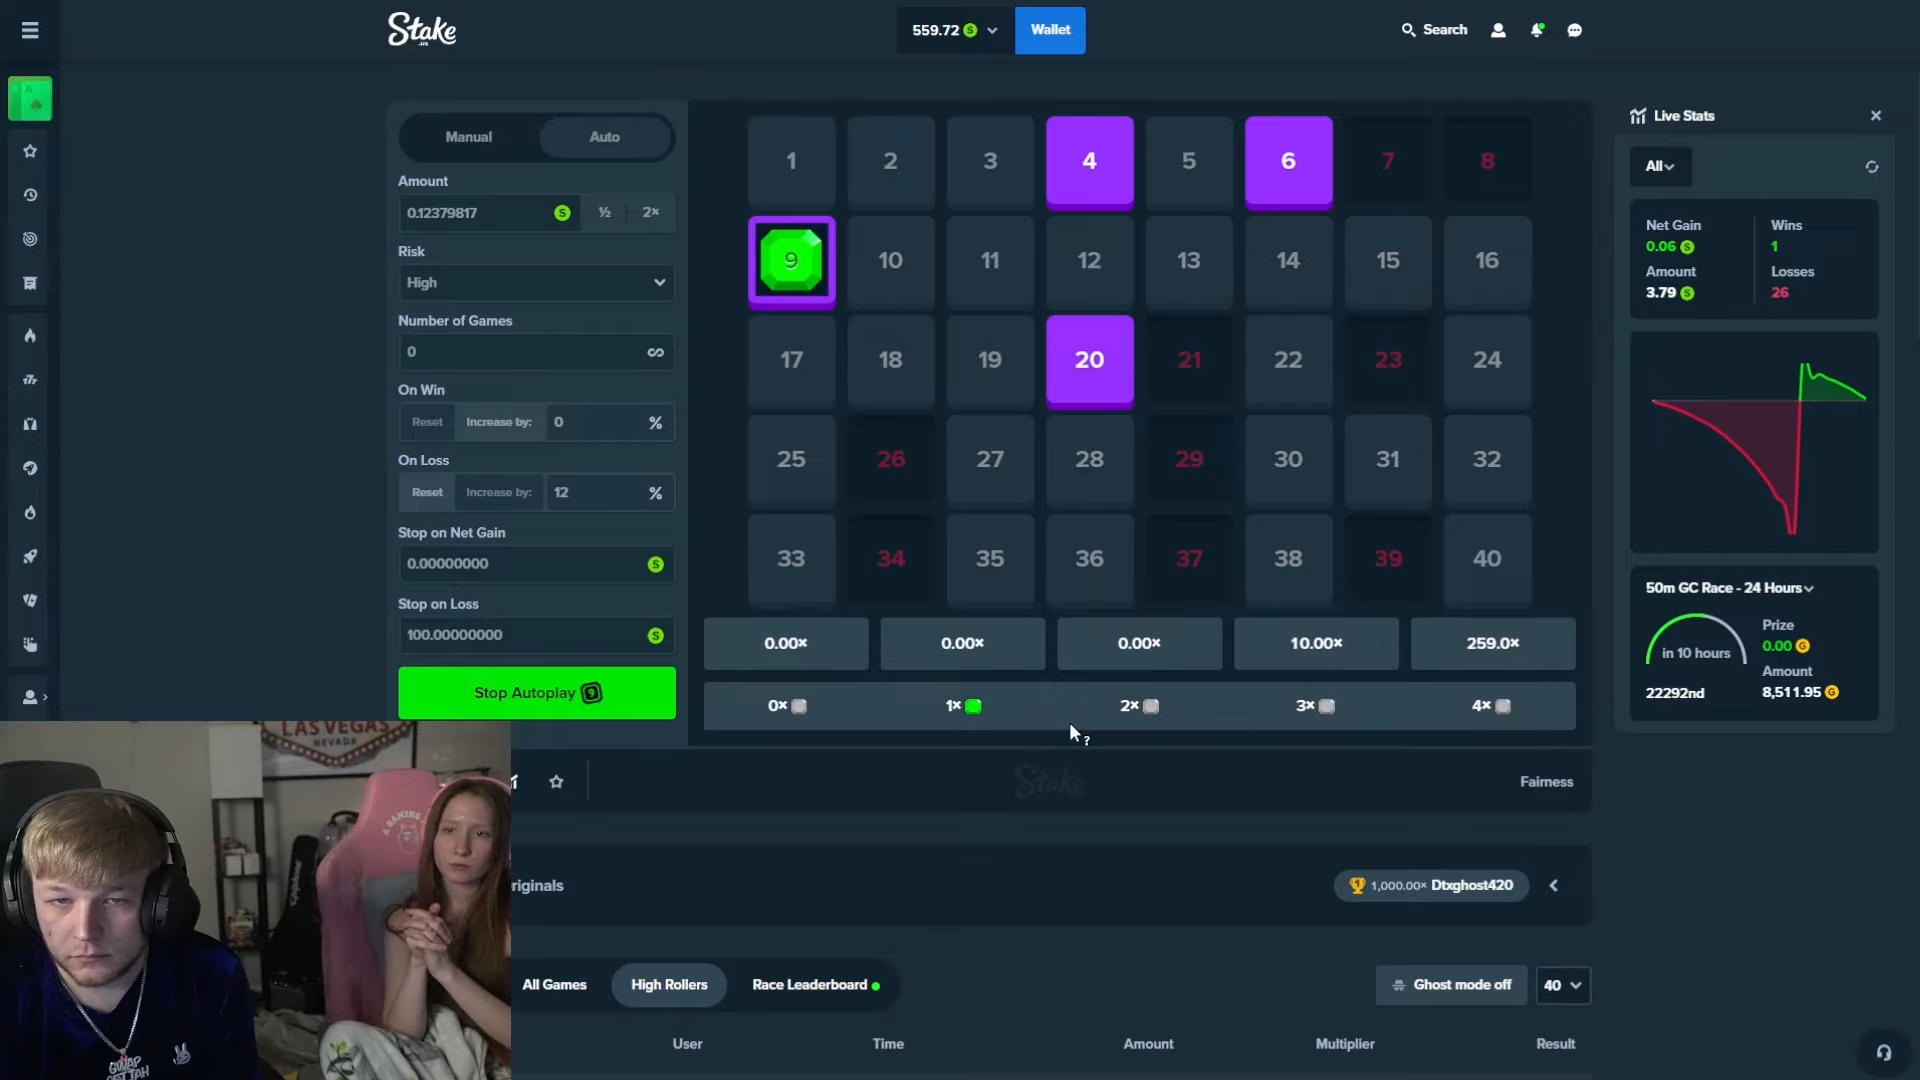 Stake
.us
559.72
Wallet
Search
Manual
Auto
Amount
0.12379817
½
2×
Risk
High
Number of Games
0
On Win
Reset
Increase by:
0
%
On Loss
Reset
Increase by:
12
%
Stop on Net Gain
0.00000000
Stop on Loss
100.00000000
Stop Autoplay 9
1 2 3 4 5 6 7 8
9 10 11 12 13 14 15 16
17 18 19 20 21 22 23 24
25 26 27 28 29 30 31 32
33 34 35 36 37 38 39 40
0.00× 0.00× 0.00× 10.00× 259.0×
0× 1× 2× 3× 4×
Live Stats
All
Net Gain
0.06
Wins
1
Amount
3.79
Losses
26
50m GC Race - 24 Hours
in 10 hours
22292nd
Prize
0.00
Amount
8,511.95
Stake
Fairness
riginals
1,000.00× Dtxghost420
All Games
High Rollers
Race Leaderboard
Ghost mode off
40
User
Time
Amount
Multiplier
Result
LAS VEGAS
NEVADA